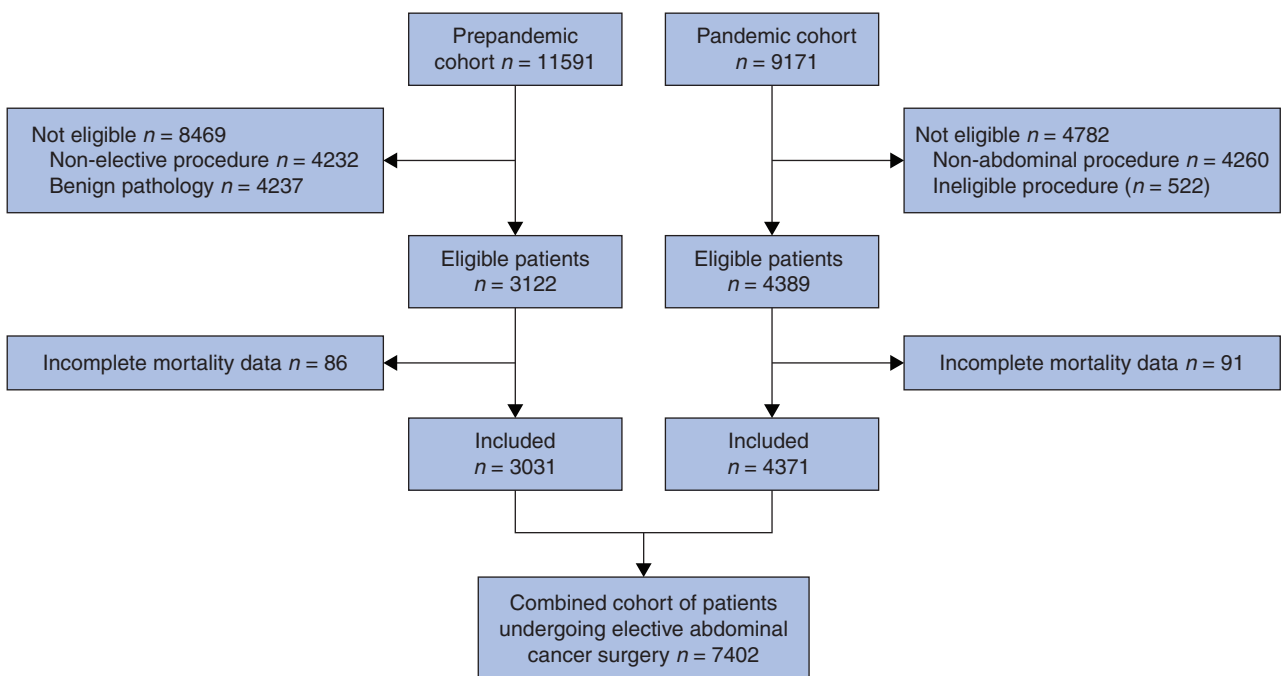 Prepandemic
cohort n = 11591
Pandemic cohort
n = 9171
Not eligible n = 8469
Non-elective procedure n = 4232
Benign pathology n = 4237
Not eligible n = 4782
Non-abdominal procedure n = 4260
Ineligible procedure (n = 522)
Eligible patients
n = 3122
Eligible patients
n = 4389
Incomplete mortality data n = 86
Incomplete mortality data n = 91
Included
n = 3031
Included
n = 4371
Combined cohort of patients
undergoing elective abdominal
cancer surgery n = 7402